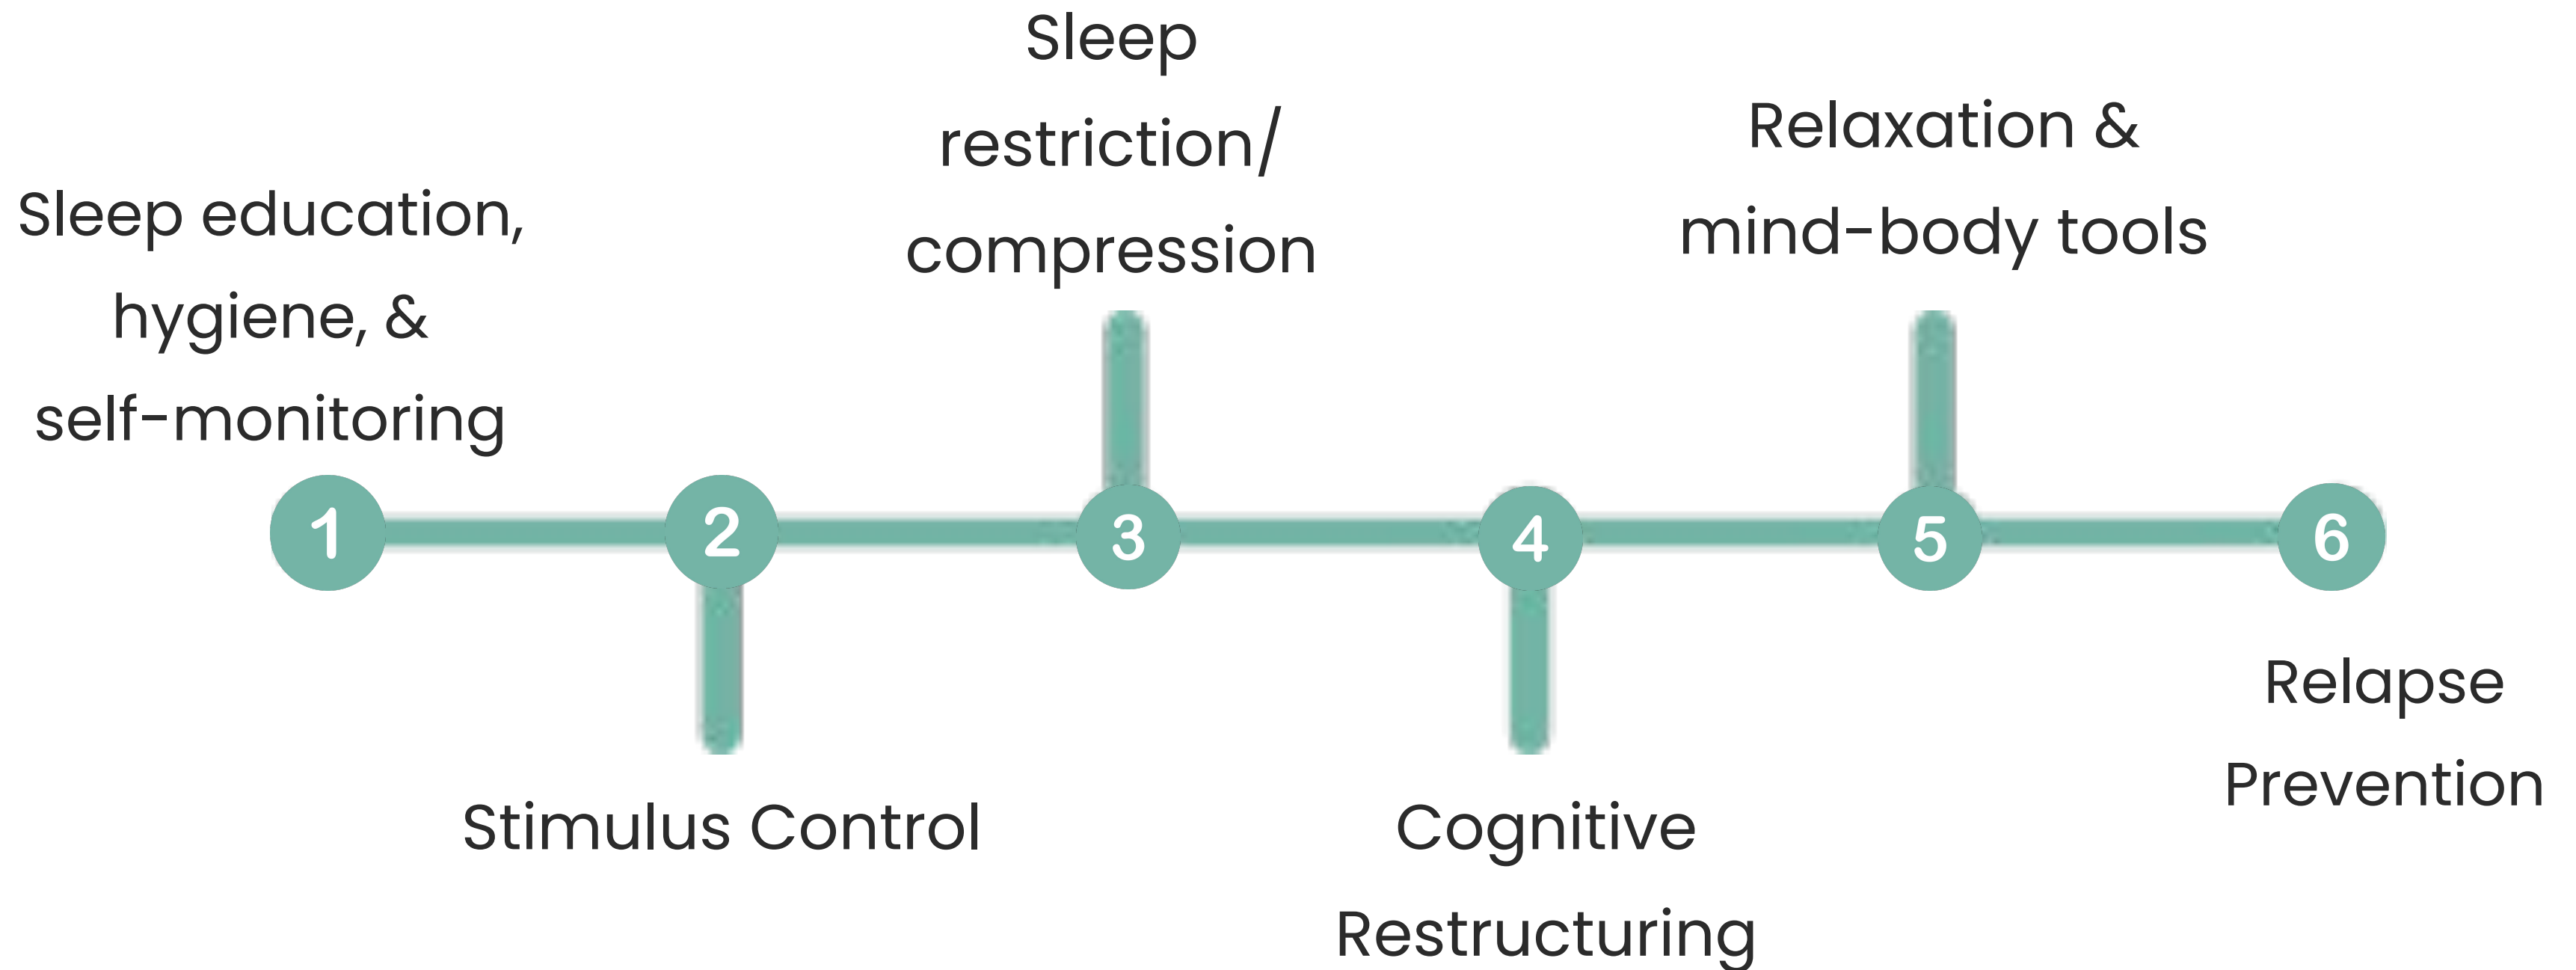 Sleep education,
hygiene, &
self-monitoring
1
2
Stimulus Control
Sleep
restriction/
compression
3
4
Cognitive
Restructuring
Relaxation &
mind-body tools
5
6
Relapse
Prevention